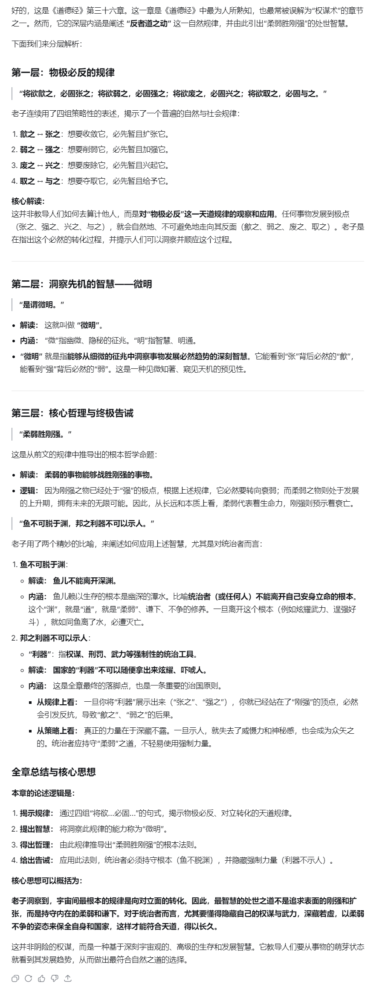 好的，这是《道德经》第三十六章。这一章是《道德经》中最为人所熟知，也最常被误解为“权谋术”的章节
之一。然而，它的深层内涵是阐述 “反者道之动” 这一自然规律，并由此引出“柔弱胜刚强”的处世智慧。
下面我们来分层解析：
第一层：物极必反的规律
“将欲歙之，必固张之；将欲弱之，必固强之；将欲废之，必固兴之；将欲取之，必固与之。”
老子连续用了四组策略性的表述，揭示了一个普遍的自然与社会规律：
1. 歙之 ↔ 张之：想要收敛它，必先暂且扩张它。
2. 弱之 ↔ 强之：想要削弱它，必先暂且加强它。
3. 废之 ↔ 兴之：想要废除它，必先暂且兴起它。
4. 取之 ↔ 与之：想要夺取它，必先暂且给予它。
核心解读：
这并非教导人们如何去算计他人，而是对“物极必反”这一天道规律的观察和应用。任何事物发展到极点
（张之、强之、兴之、与之），就会自然地、不可避免地走向其反面（歙之、弱之、废之、取之）。老子是
在指出这个必然的转化过程，并提示人们可以洞察并顺应这个过程。
第二层：洞察先机的智慧——微明
“是谓微明。”
• 解读： 这就叫做 “微明”。
• 内涵： “微”指幽微、隐秘的征兆。“明”指智慧、明通。
• “微明” 就是指能够从细微的征兆中洞察事物发展必然趋势的深刻智慧。它能看到“张”背后必然的“歙”，
能看到“强”背后必然的“弱”。这是一种见微知著、窥见天机的预见性。
第三层：核心哲理与终极告诫
“柔弱胜刚强。”
这是从前文的规律中推导出的根本哲学命题：
• 解读： 柔弱的事物能够战胜刚强的事物。
• 逻辑： 因为刚强之物已经处于“强”的极点，根据上述规律，它必然要转向衰弱；而柔弱之物则处于发展
的上升期，拥有未来的无限可能。因此，从长远和本质上看，柔弱代表着生命力，刚强则预示着衰亡。
“鱼不可脱于渊，邦之利器不可以示人。”
老子用了两个精妙的比喻，来阐述如何应用上述智慧，尤其是对统治者而言：
1. 鱼不可脱于渊：
◦ 解读： 鱼儿不能离开深渊。
◦ 内涵： 鱼儿赖以生存的根本是幽深的潭水。比喻统治者（或任何人）不能离开自己安身立命的根本。
这个“渊”，就是“道”，就是“柔弱”、谦下、不争的修养。一旦离开这个根本（例如炫耀武力、逞强好
斗），就如同鱼离了水，必遭灭亡。
2. 邦之利器不可以示人：
◦ “利器”：指权谋、刑罚、武力等强制性的统治工具。
◦ 解读： 国家的“利器”不可以随便拿出来炫耀、吓唬人。
◦ 内涵： 这是全章最终的落脚点，也是一条重要的治国原则。
▪ 从规律上看： 一旦你将“利器”展示出来（“张之”、“强之”），你就已经站在了“刚强”的顶点，必然
会引发反抗，导致“歙之”、“弱之”的后果。
▪ 从策略上看： 真正的力量在于深藏不露。一旦示人，就失去了威慑力和神秘感，也会成为众矢之
的。统治者应持守“柔弱”之道，不轻易使用强制力量。
全章总结与核心思想
本章的论述逻辑是：
1. 揭示规律： 通过四组“将欲...必固...”的句式，揭示物极必反、对立转化的天道规律。
2. 提出智慧： 将洞察此规律的能力称为“微明”。
3. 得出哲理： 由此规律推导出“柔弱胜刚强”的根本法则。
4. 给出告诫： 应用此法则，统治者必须持守根本（鱼不脱渊），并隐藏强制力量（利器不示人）。
核心思想可以概括为：
老子洞察到，宇宙间最根本的规律是向对立面的转化。因此，最智慧的处世之道不是追求表面的刚强和扩
张，而是持守内在的柔弱和谦下。对于统治者而言，尤其要懂得隐藏自己的权谋与武力，深藏若虚，以柔弱
不争的姿态来保全自身和国家，这样才能符合天道，得以长久。
这并非阴险的权谋，而是一种基于深刻宇宙观的、高级的生存和发展智慧。它教导人们要从事物的萌芽状态
就看到其发展趋势，从而做出最符合自然之道的选择。